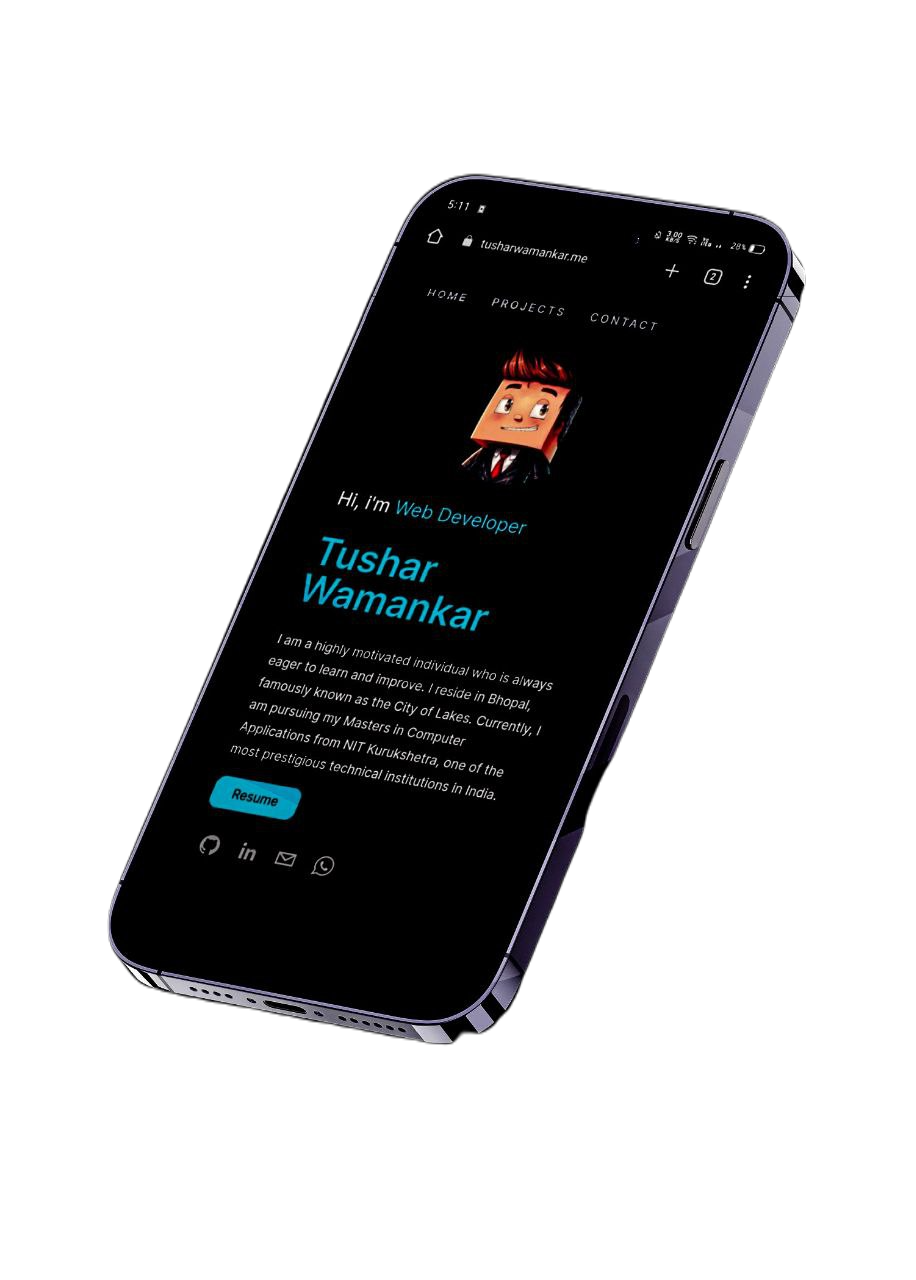 5:11
3.00
KB/S
28%
tusharwamankar.me
2
HOME PROJECTS CONTACT
Hi, i'm Web Developer
Tushar
Wamankar
I am a highly motivated individual who is always
eager to learn and improve. I reside in Bhopal,
famously known as the City of Lakes. Currently, I
am pursuing my Masters in Computer
Applications from NIT Kurukshetra, one of the
most prestigious technical institutions in India.
Resume
in